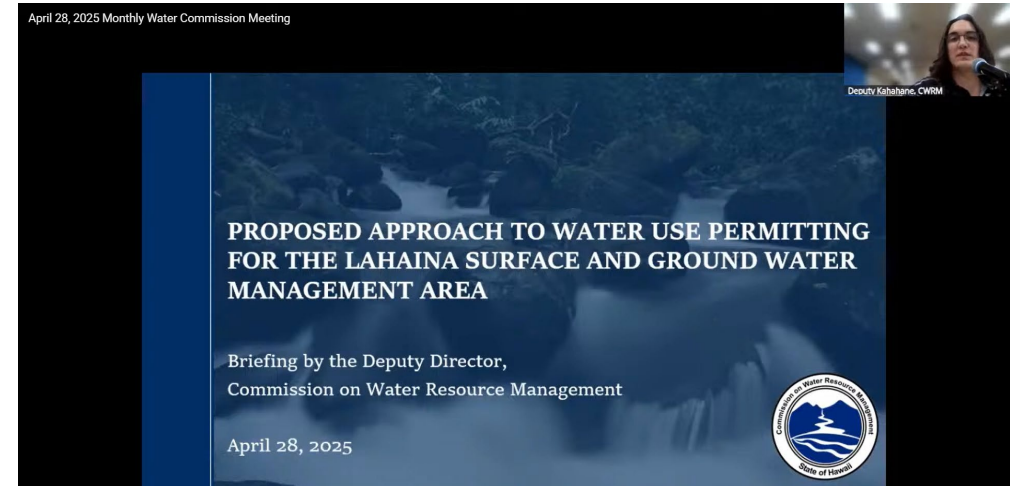 April 28, 2025 Monthly Water Commission Meeting
Deputy Kahahane, CWRM
PROPOSED APPROACH TO WATER USE PERMITTING
FOR THE LAHAINA SURFACE AND GROUND WATER
MANAGEMENT AREA
Briefing by the Deputy Director,
Commission on Water Resource Management
April 28, 2025
Commission on Water Resource Management
State of Hawaii